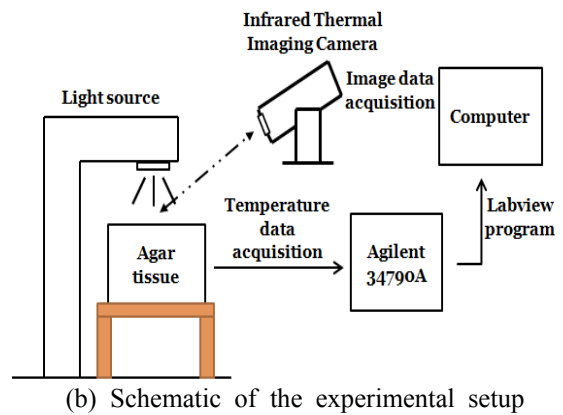 Infrared Thermal
Imaging Camera
Light source
Image data
acquisition
Computer
Temperature
data
acquisition
Labview
program
Agar
tissue
Agilent
34790A
(b) Schematic of the experimental setup